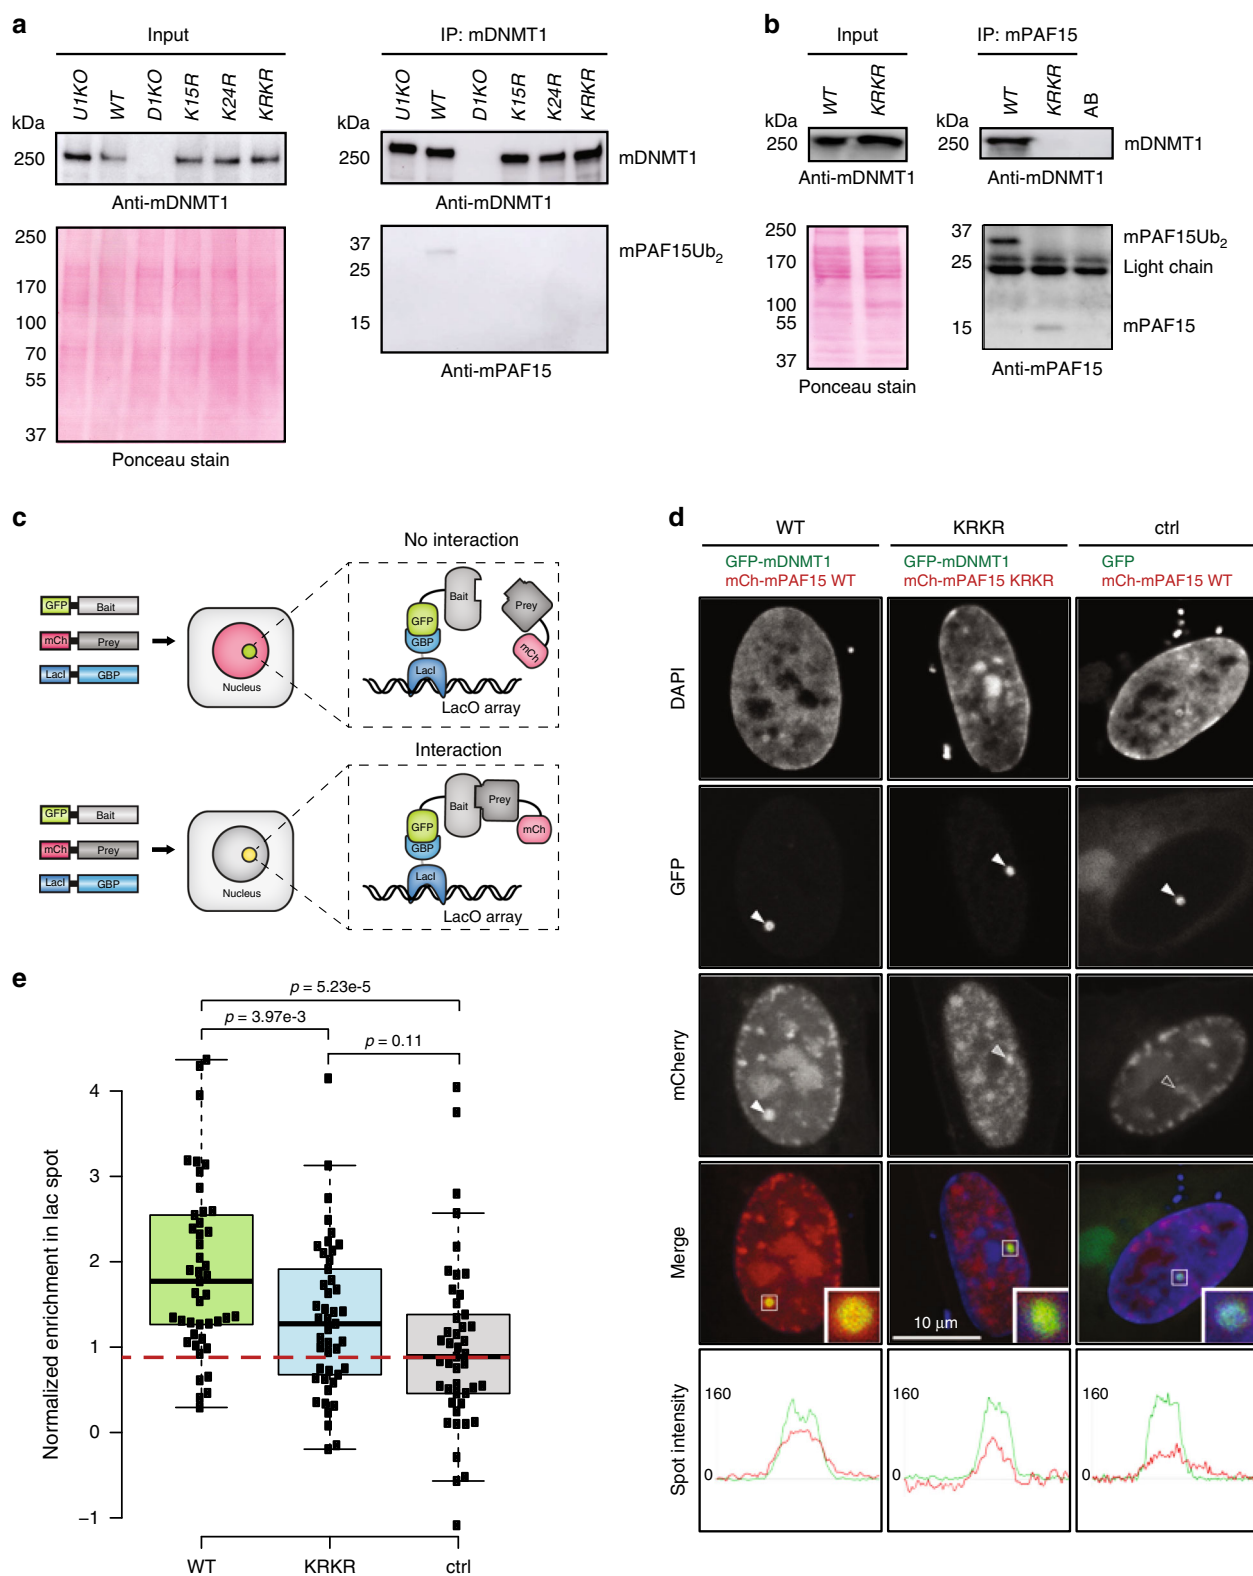 a
Input
IP: mDNMT1
U1KO WT D1KO K15R K24R KRKR
U1KO WT D1KO K15R K24R KRKR
kDa
250
kDa
250
mDNMT1
Anti-mDNMT1
Anti-mDNMT1
250
170
100
70
55
37
Ponceau stain
37
25
15
mPAF15Ub2
Anti-mPAF15
b
Input
IP: mPAF15
WT KRKR
WT KRKR AB
kDa
250
kDa
250
mDNMT1
Anti-mDNMT1
Anti-mDNMT1
250
170
100
55
37
Ponceau stain
37
25
15
mPAF15Ub2
Light chain
mPAF15
Anti-mPAF15
c
No interaction
GFP Bait
mCh Prey
LacI GBP
Nucleus
Bait
Prey
GFP
GBP
mCh
LacI
LacO array
Interaction
GFP Bait
mCh Prey
LacI GBP
Nucleus
Bait
Prey
GFP
mCh
GBP
LacI
LacO array
d
WT
KRKR
ctrl
GFP-mDNMT1
mCh-mPAF15 WT
GFP-mDNMT1
mCh-mPAF15 KRKR
GFP
mCh-mPAF15 WT
DAPI
GFP
mCherry
Merge
10 μm
Spot intensity
160
0
160
0
160
0
e
p = 5.23e-5
p = 3.97e-3
p = 0.11
Normalized enrichment in lac spot
4
3
2
1
0
−1
WT
KRKR
ctrl